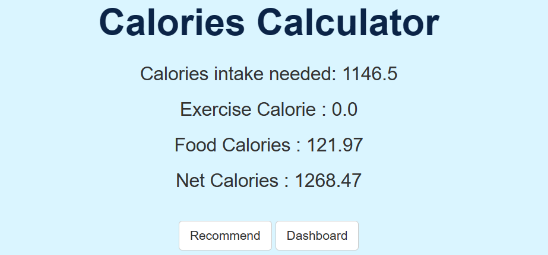 Calories Calculator
Calories intake needed: 1146.5
Exercise Calorie : 0.0
Food Calories : 121.97
Net Calories : 1268.47
Recommend Dashboard